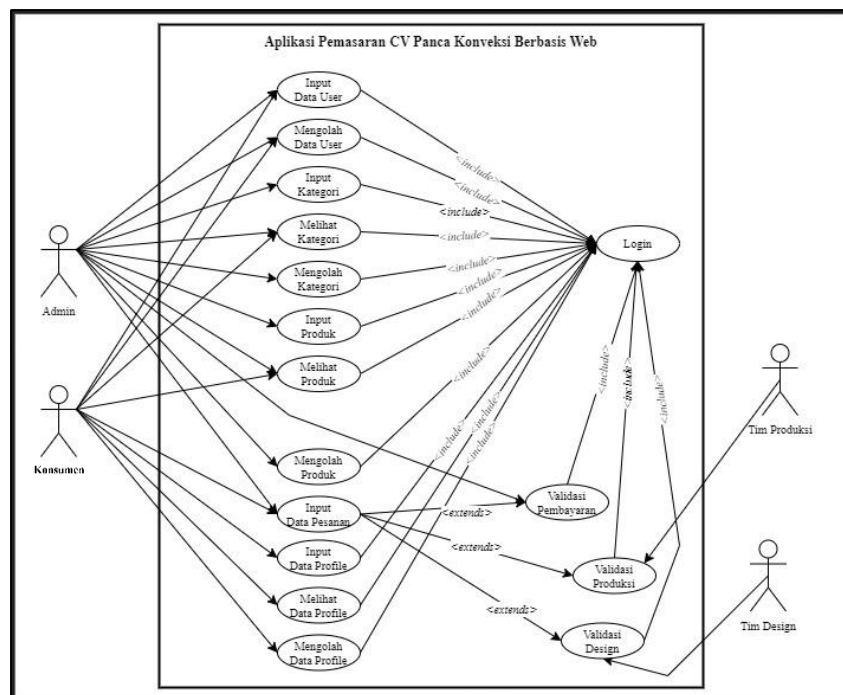 Aplikasi Pemasaran CV Panca Konveksi Berbasis Web
Input
Data User
Mengolah
Data User
Input
Kategori
Melihat
Kategori
Mengolah
Kategori
Input
Produk
Melihat
Produk
Mengolah
Produk
Input
Data Pesanan
Input
Data Profile
Melihat
Data Profile
Mengolah
Data Profile
Admin
Konsumen
<include>
<include>
<include>
<include>
<include>
<include>
<include>
<include>
<include>
<include>
<include>
Login
<include>
<include>
<include>
<extends>
<extends>
<extends>
Validasi
Pembayaran
Validasi
Produksi
Validasi
Design
Tim Produksi
Tim Design